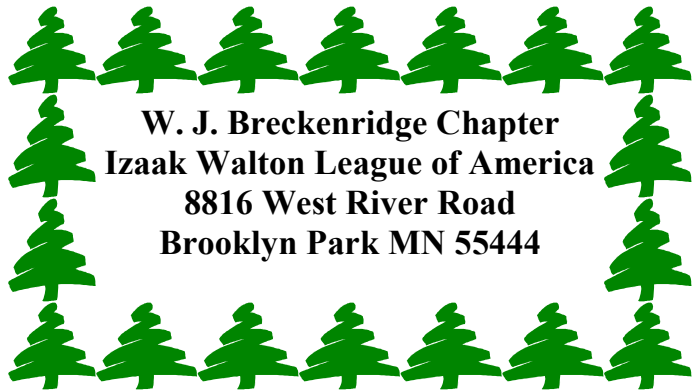 W. J. Breckenridge Chapter
Izaak Walton League of America
8816 West River Road
Brooklyn Park MN 55444